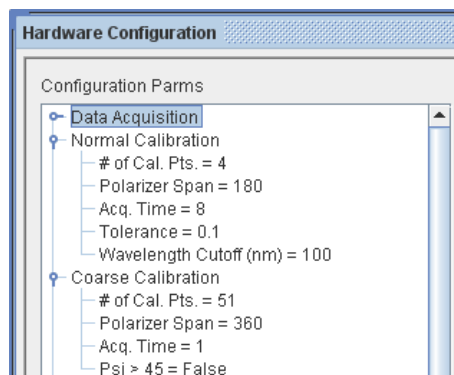 Hardware Configuration
Configuration Parms
Data Acquisition
Normal Calibration
# of Cal. Pts. = 4
Polarizer Span = 180
Acq. Time = 8
Tolerance = 0.1
Wavelength Cutoff (nm) = 100
Coarse Calibration
# of Cal. Pts. = 51
Polarizer Span = 360
Acq. Time = 1
Psi > 45 = False